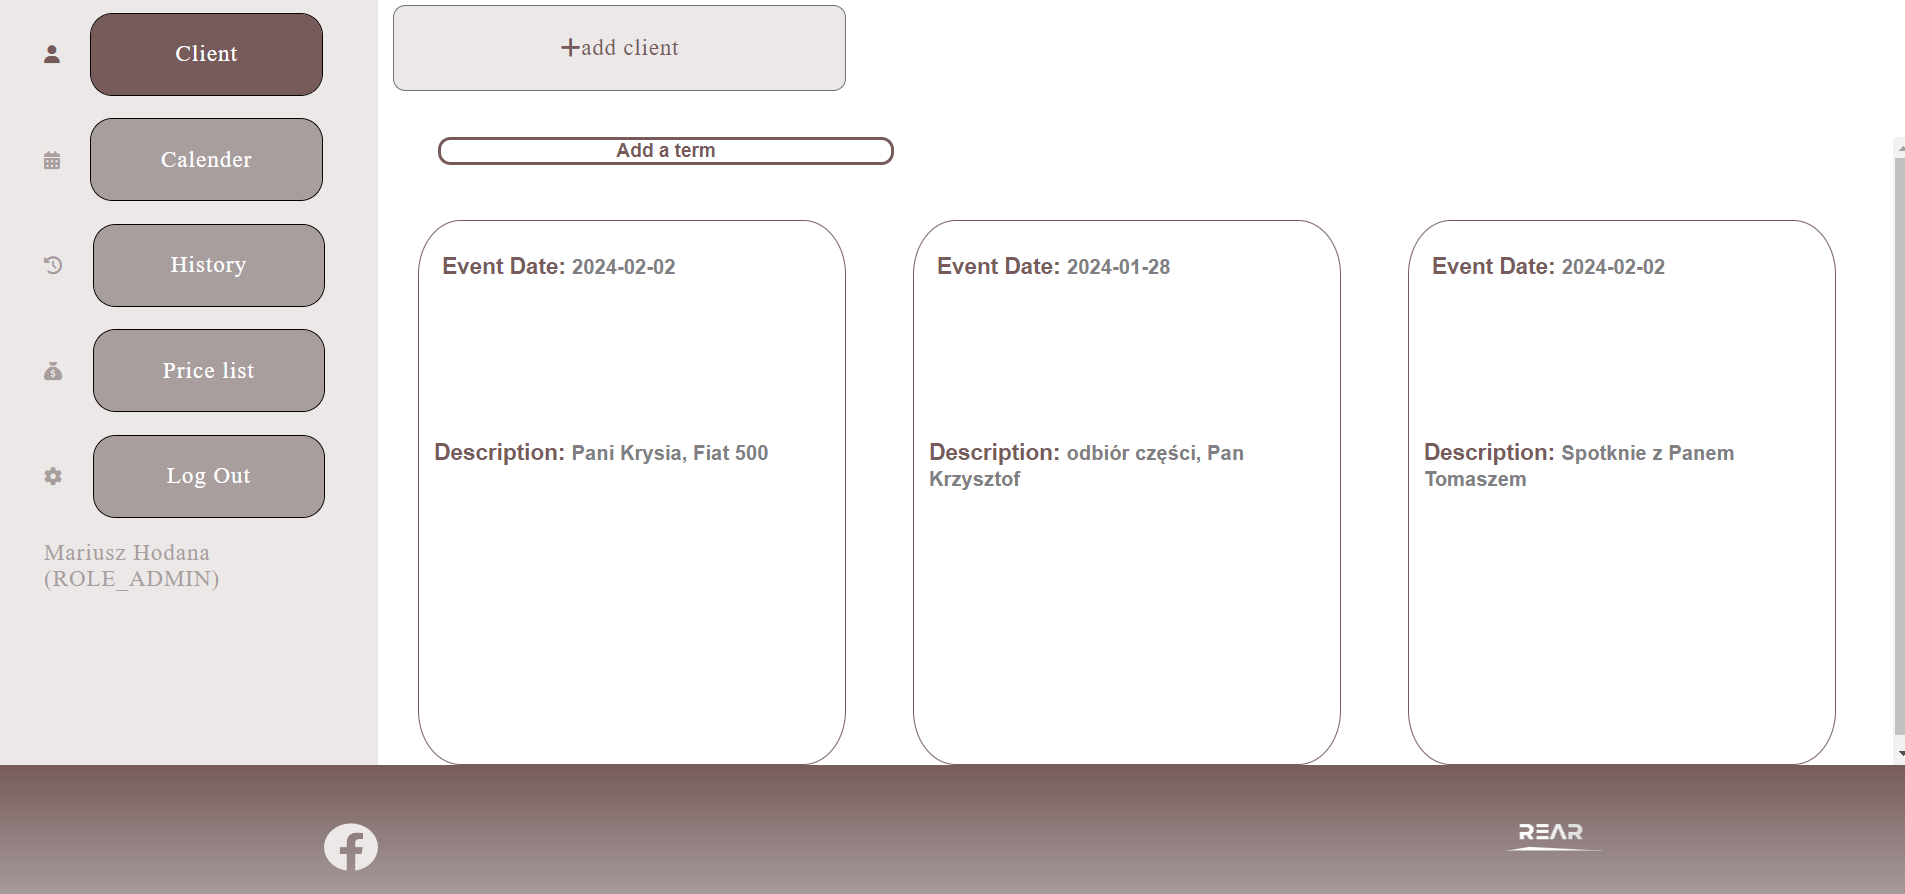 Client
Calender
History
Price list
Log Out
Mariusz Hodana
(ROLE_ADMIN)
+add client
Add a term
Event Date: 2024-02-02
Description: Pani Krysia, Fiat 500
Event Date: 2024-01-28
Description: odbiór części, Pan
Krzysztof
Event Date: 2024-02-02
Description: Spotknie z Panem
Tomaszem
REAR